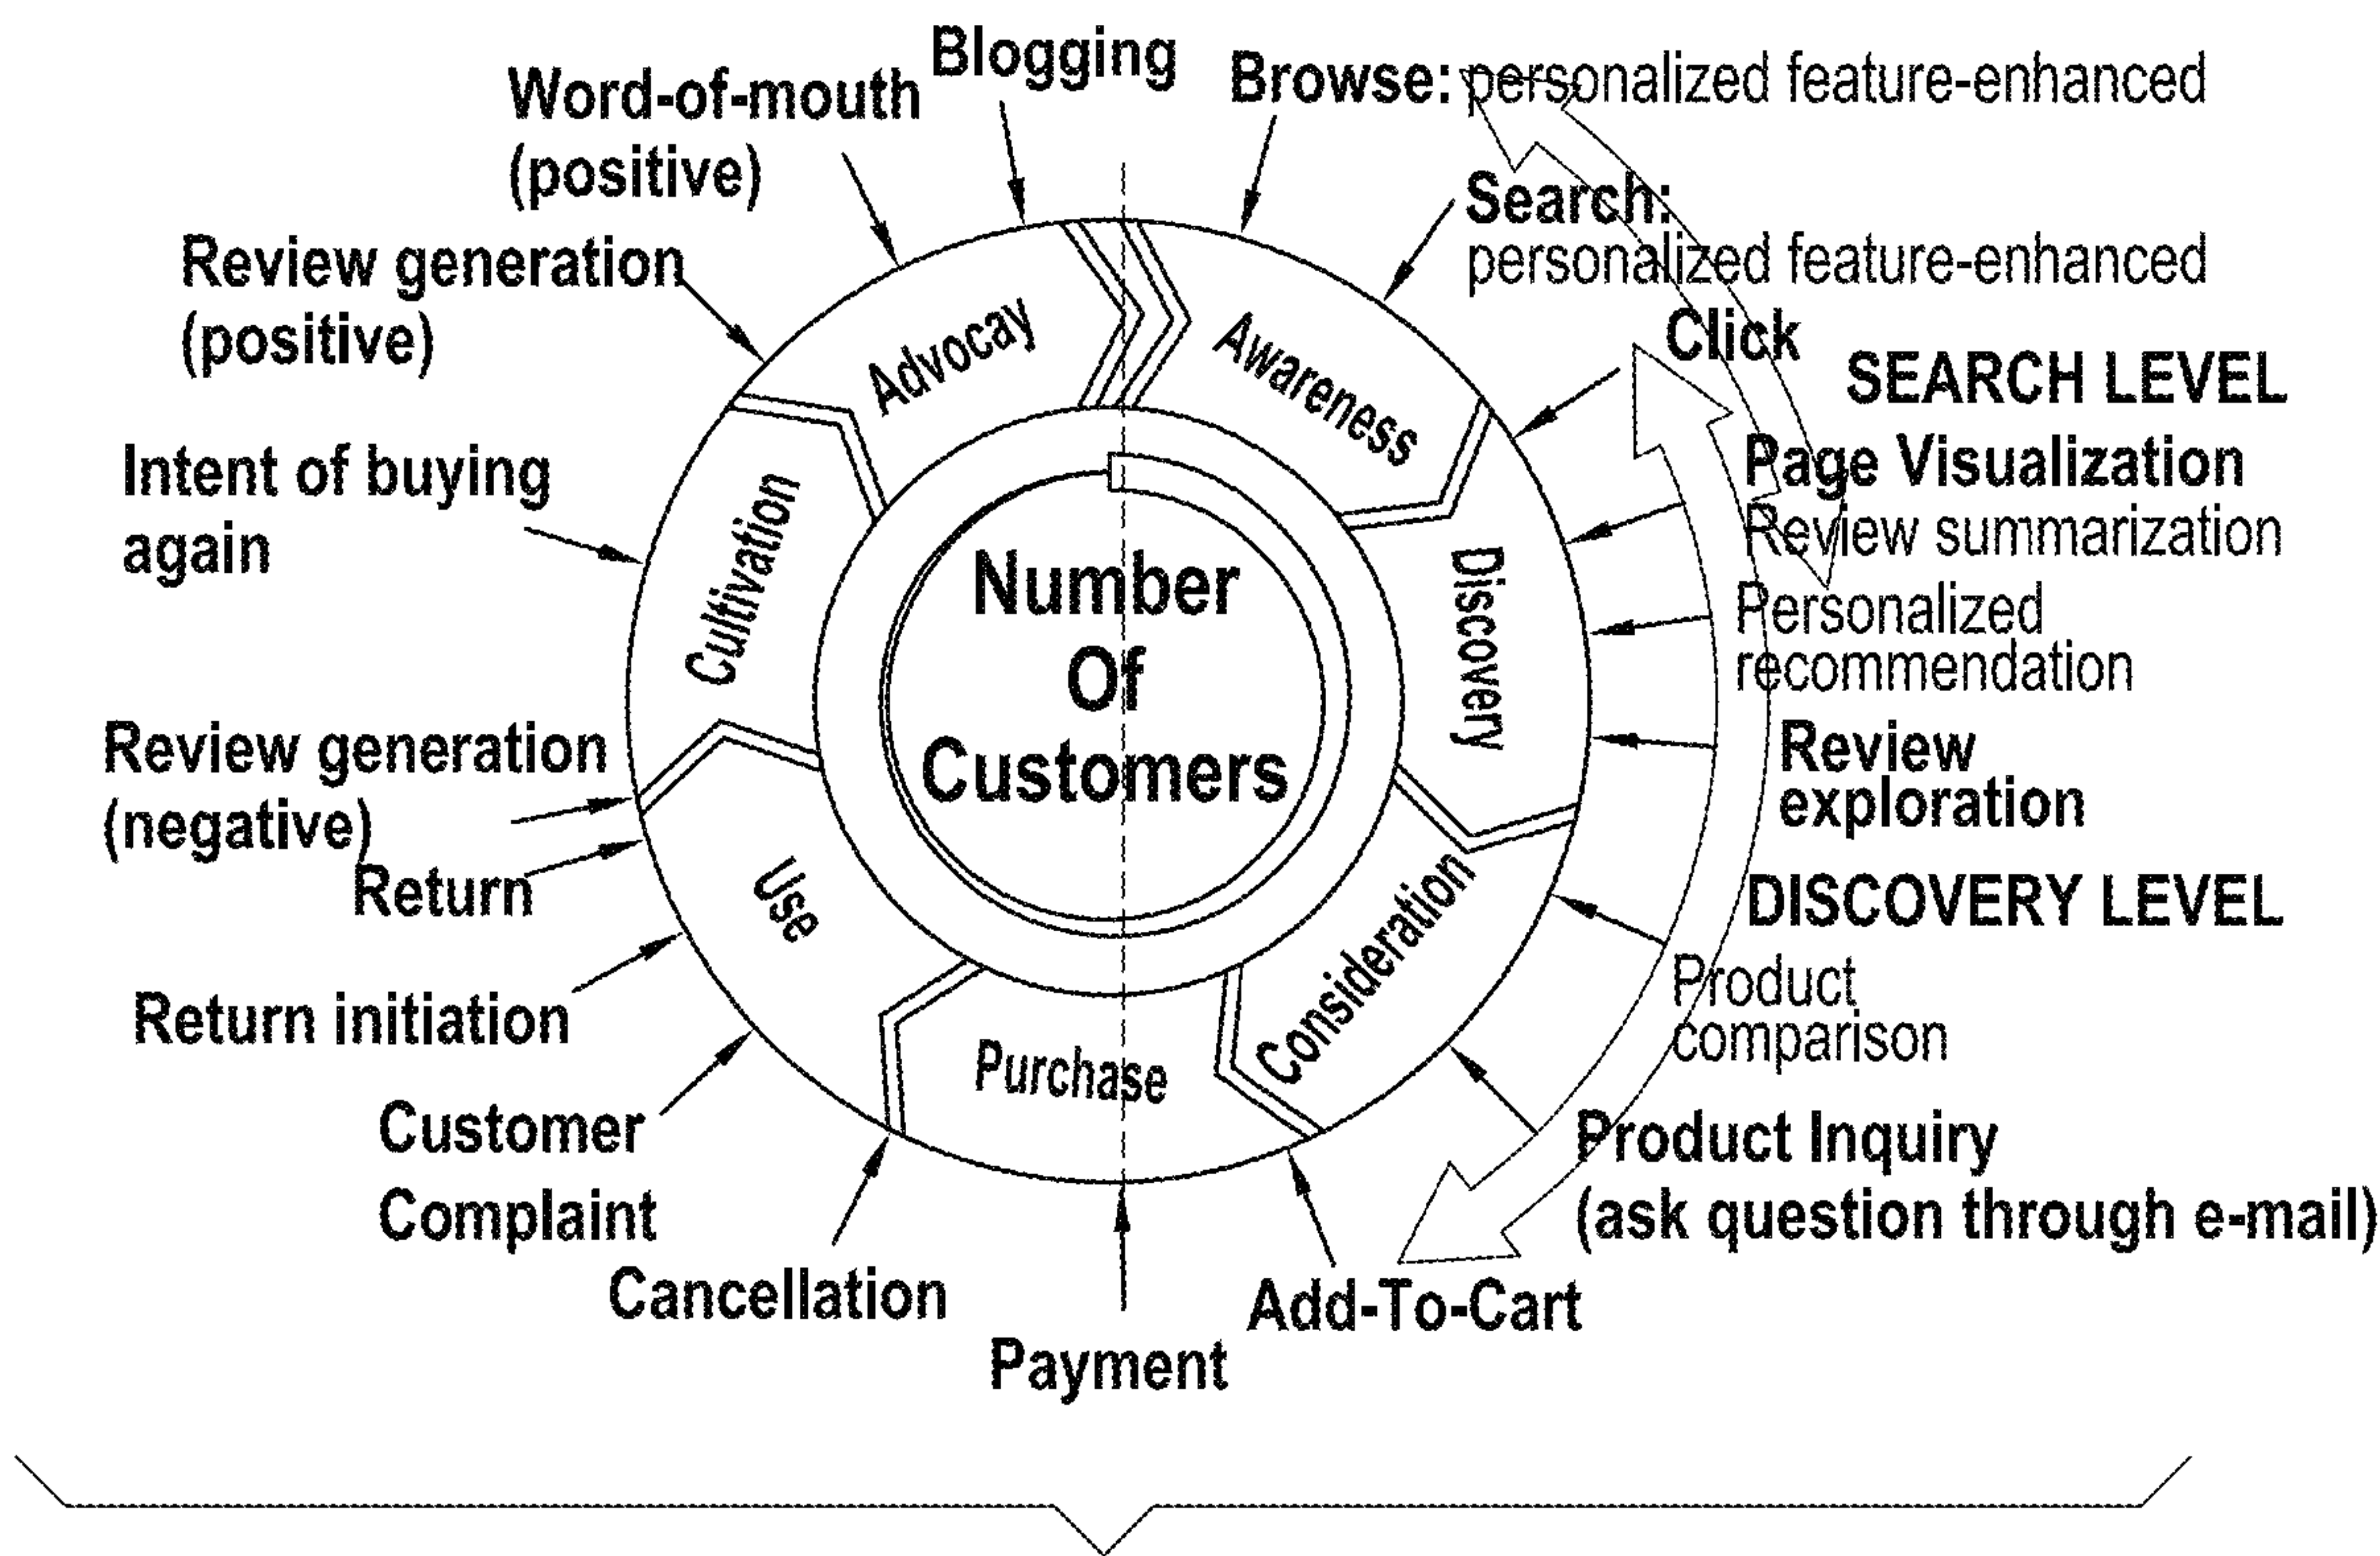 Blogging
Browse: personalized feature-enhanced
Word-of-mouth
(positive)
Search:
personalized feature-enhanced
Review generation
(positive)
Click
SEARCH LEVEL
Advocay
Awareness
Page Visualization
Review summarization
Intent of buying
again
Cultivation
Discovery
Number
Of
Customers
Personalized
recommendation
Review generation
(negative)
Review
exploration
Return
Use
DISCOVERY LEVEL
Consideration
Return initiation
Purchase
Product
comparison
Customer
Complaint
Product Inquiry
(ask question through e-mail)
Cancellation
Add-To-Cart
Payment